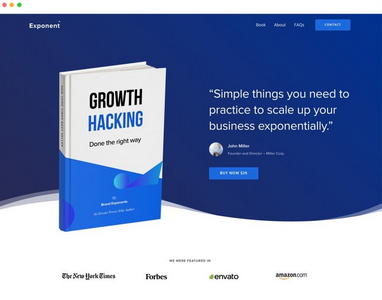 Exponent
Book About FAQs CONTACT
GROWTH
HACKING
Done the right way
By
Brand Exponents
“Simple things you need to
practice to scale up your
business exponentially.”
John Miller
Founder and Director – Miller Corp.
BUY NOW $25
WE WERE FEATURED IN
The New York Times
Forbes
envato
amazon.com